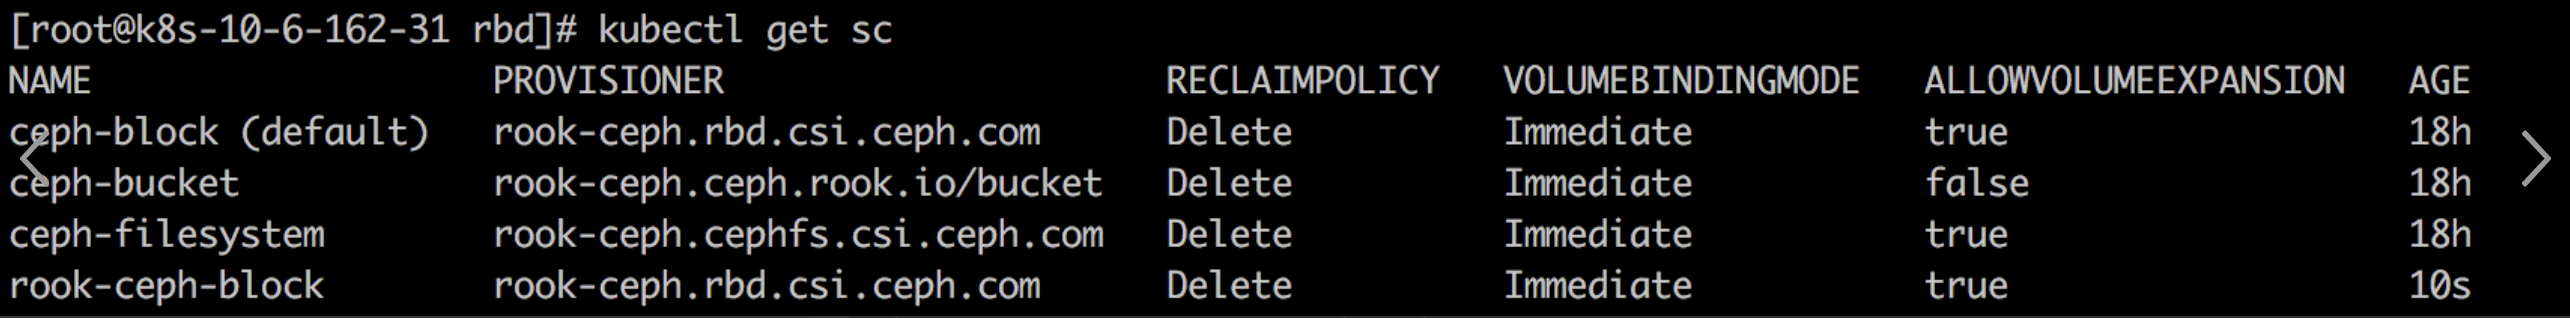 [root@k8s-10-6-162-31 rbd]# kubectl get sc
NAME PROVISIONER RECLAIMPOLICY VOLUMEBINDINGMODE ALLOWVOLUMEEXPANSION AGE
ceph-block (default) rook-ceph.rbd.csi.ceph.com Delete Immediate true 18h
ceph-bucket rook-ceph.ceph.rook.io/bucket Delete Immediate false 18h
ceph-filesystem rook-ceph.cephfs.csi.ceph.com Delete Immediate true 18h
rook-ceph-block rook-ceph.rbd.csi.ceph.com Delete Immediate true 10s